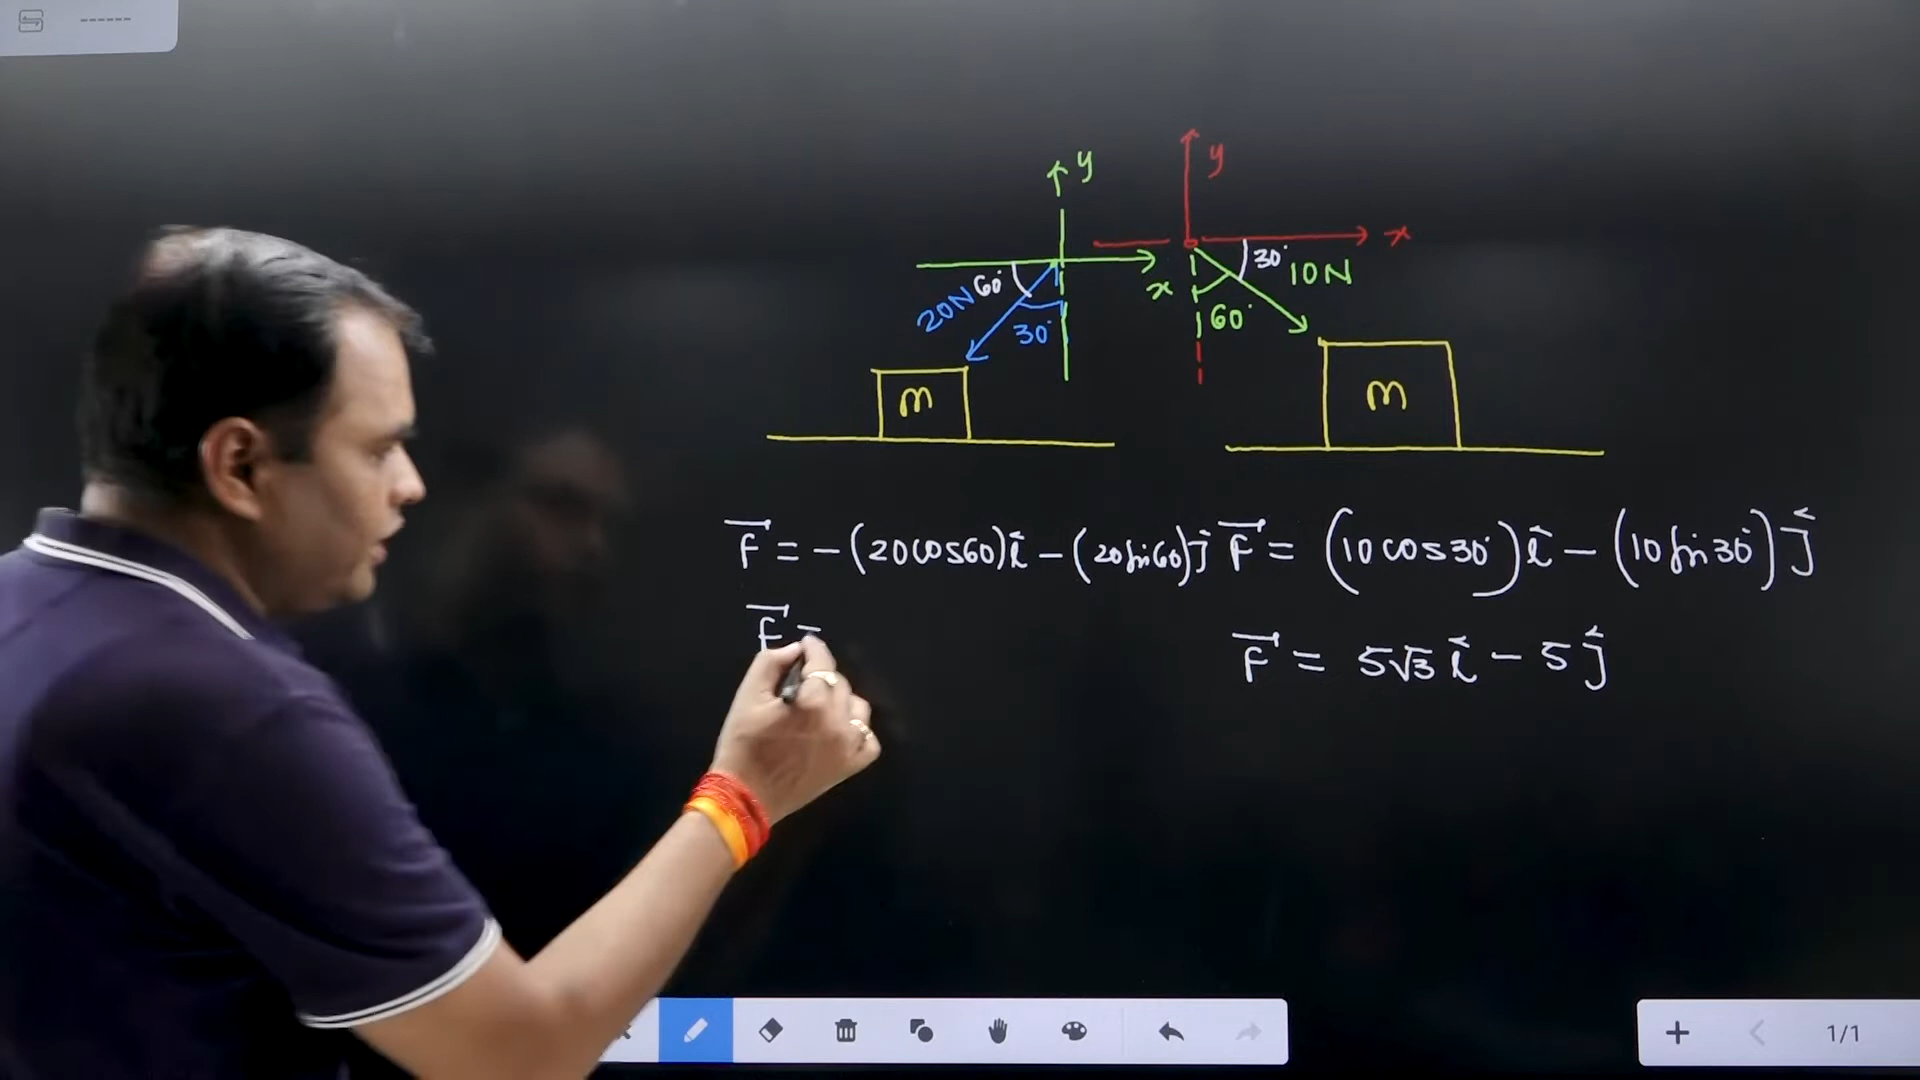 ------
y
y
x
60°
30°
10N
20N
x
30°
60°
m
m
F⃗ = -(20cos60)î - (20sin60)ĵ
F⃗ = (10cos30°)î - (10sin30°)ĵ
F⃗ =
F⃗ = 5√3 î - 5 ĵ
1/1